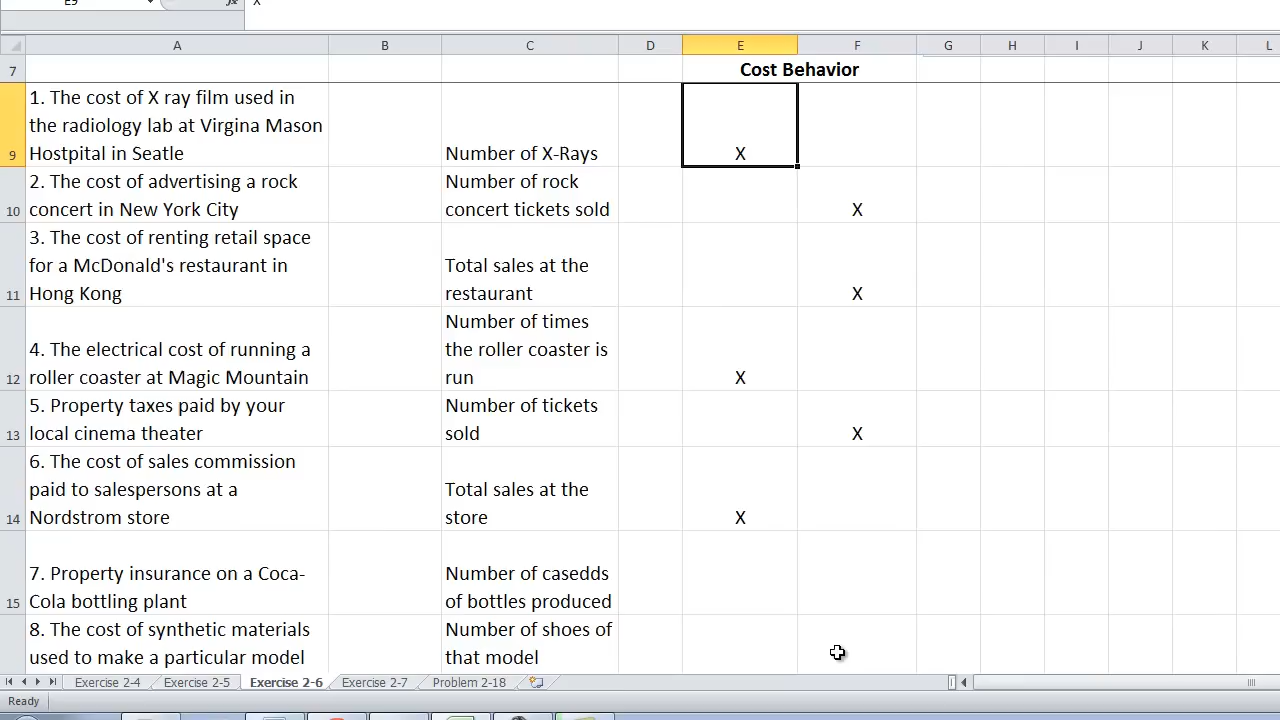 E9
fx X
A B C D E F G H I J K L
7 Cost Behavior
1. The cost of X ray film used in
the radiology lab at Virgina Mason
9 Hostpital in Seatle Number of X-Rays X
2. The cost of advertising a rock Number of rock
10 concert in New York City concert tickets sold X
3. The cost of renting retail space
for a McDonald's restaurant in Total sales at the
11 Hong Kong restaurant X
Number of times
4. The electrical cost of running a the roller coaster is
12 roller coaster at Magic Mountain run X
5. Property taxes paid by your Number of tickets
13 local cinema theater sold X
6. The cost of sales commission
paid to salespersons at a Total sales at the
14 Nordstrom store store X
7. Property insurance on a Coca- Number of casedds
15 Cola bottling plant of bottles produced
8. The cost of synthetic materials Number of shoes of
used to make a particular model that model
Exercise 2-4 Exercise 2-5 Exercise 2-6 Exercise 2-7 Problem 2-18
Ready